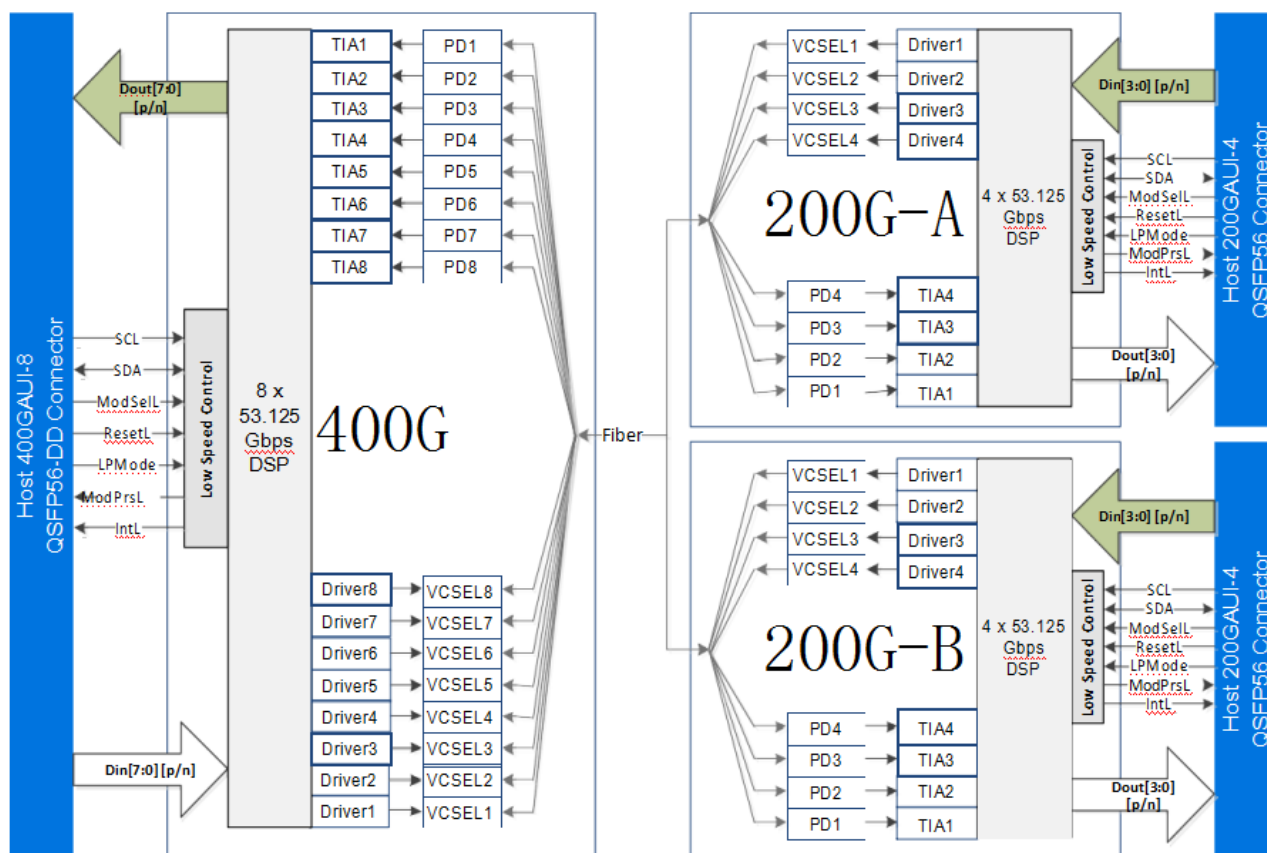 Host 400GAUI-8
QSFP56-DD Connector
Dout[7:0]
[p/n]
SCL
SDA
ModSelL
ResetL
LPMode
ModPrsL
IntL
Din[7:0] [p/n]
Low Speed Control
8 x
53.125
Gbps
DSP
TIA1
TIA2
TIA3
TIA4
TIA5
TIA6
TIA7
TIA8
PD1
PD2
PD3
PD4
PD5
PD6
PD7
PD8
400G
Driver8
Driver7
Driver6
Driver5
Driver4
Driver3
Driver2
Driver1
VCSEL8
VCSEL7
VCSEL6
VCSEL5
VCSEL4
VCSEL3
VCSEL2
VCSEL1
Fiber
VCSEL1
VCSEL2
VCSEL3
VCSEL4
Driver1
Driver2
Driver3
Driver4
200G-A
PD4
PD3
PD2
PD1
TIA4
TIA3
TIA2
TIA1
4 x 53.125
Gbps
DSP
Low Speed Control
Din[3:0] [p/n]
SCL
SDA
ModSelL
ResetL
LPMode
ModPrsL
IntL
Dout[3:0]
[p/n]
Host 200GAUI-4
QSFP56 Connector
VCSEL1
VCSEL2
VCSEL3
VCSEL4
Driver1
Driver2
Driver3
Driver4
200G-B
PD4
PD3
PD2
PD1
TIA4
TIA3
TIA2
TIA1
4 x 53.125
Gbps
DSP
Low Speed Control
Din[3:0] [p/n]
SCL
SDA
ModSelL
ResetL
LPMode
ModPrsL
IntL
Dout[3:0]
[p/n]
Host 200GAUI-4
QSFP56 Connector